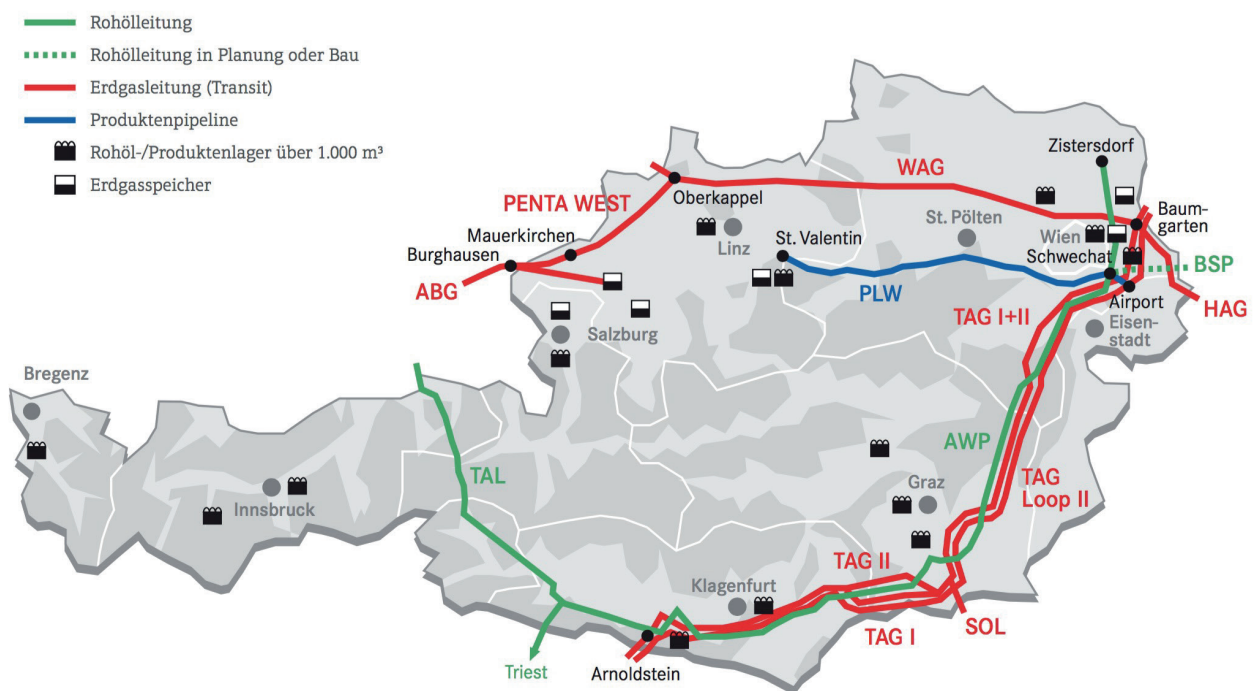 Rohölleitung
Rohölleitung in Planung oder Bau
Erdgasleitung (Transit)
Produktenpipeline
Rohöl-/Produktenlager über 1.000 m³
Erdgasspeicher
Zistersdorf
WAG
PENTA WEST
Oberkappel
Baum-
garten
St. Pölten
Linz
Wien
Mauerkirchen
St. Valentin
Burghausen
Schwechat
BSP
ABG
PLW
Airport
HAG
TAG I+II
Eisen-
stadt
Salzburg
Bregenz
AWP
TAL
TAG
Loop II
Graz
Innsbruck
TAG II
Klagenfurt
TAG I
SOL
Triest
Arnoldstein